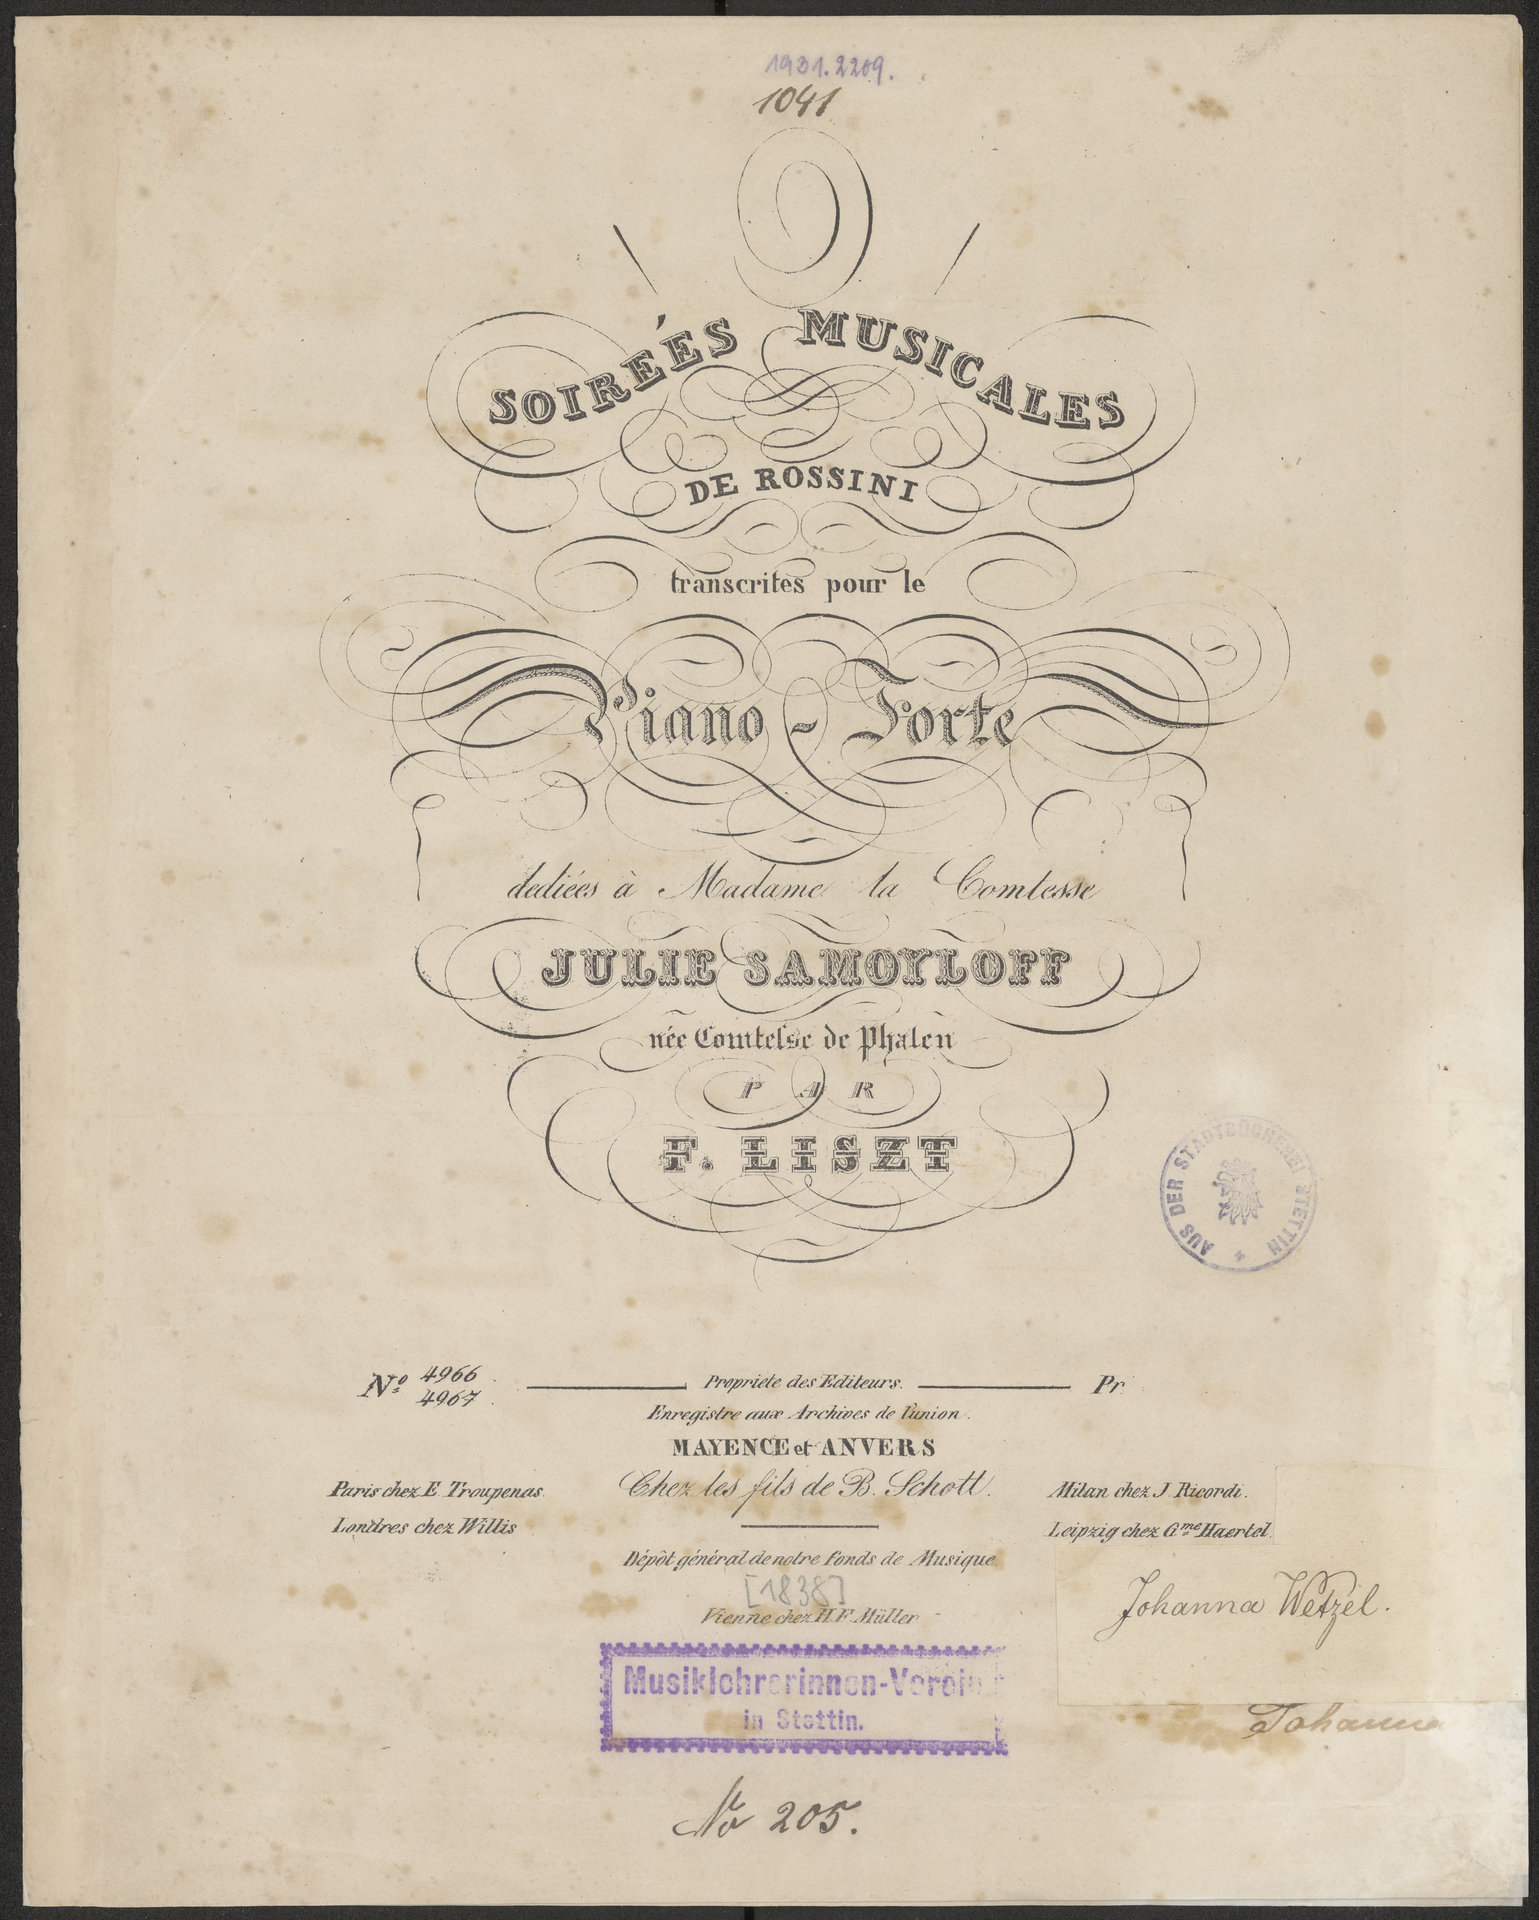 1931.2209.
1041
SOIRÉÉS MUSICALES
DE ROSSINI
transcrites pour le
Piano-Forte
dediées à Madame la Comtesse
JULIE SAMOYLOFF
née Comtesse de Phalen
PAR
F. LISZT
AUS DER STADTBÜCHEREI STETTIN
No 4966.
4967.
Propriete des Editeurs.
Pr.
Enregistre aux Archives de l'union.
MAYENCE et ANVERS
Paris chez E. Troupenas.
Chez les fils de B. Schott.
Milan chez J. Ricordi.
Londres chez Willis
Leipzig chez Gme Haertel.
Dépôt général de notre fonds de Musique.
[1838]
Vienne chez H.F. Müller
Johanna Wetzel.
Musiklehrerinnen-Verein
in Stettin.
Johanna
No 205.